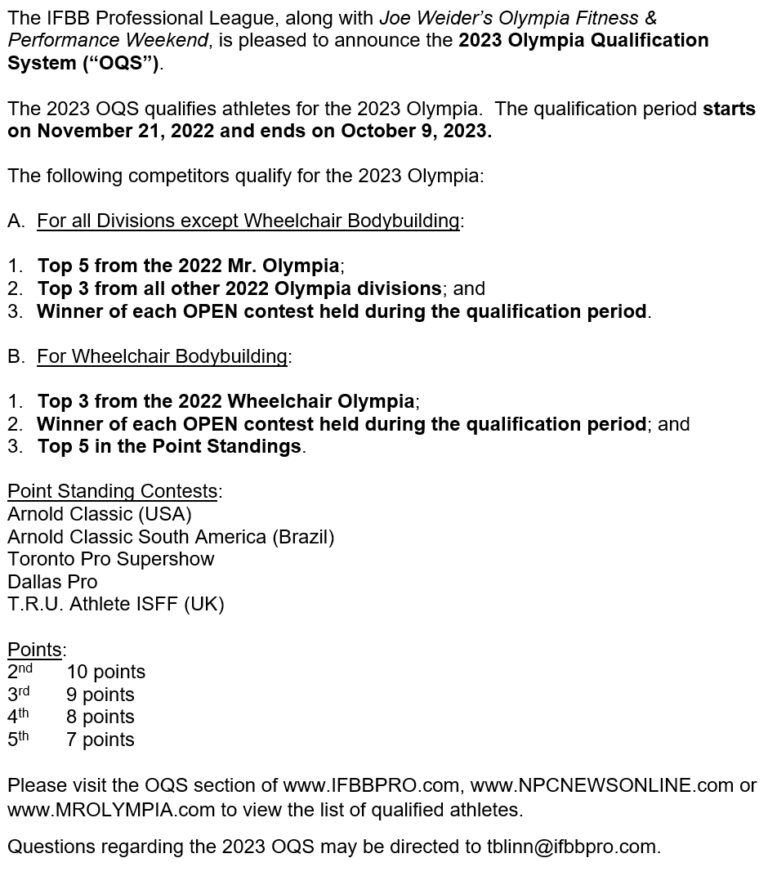 The IFBB Professional League, along with Joe Weider’s Olympia Fitness &
Performance Weekend, is pleased to announce the 2023 Olympia Qualification
System (“OQS”).
The 2023 OQS qualifies athletes for the 2023 Olympia.  The qualification period starts
on November 21, 2022 and ends on October 9, 2023.
The following competitors qualify for the 2023 Olympia:
A.  For all Divisions except Wheelchair Bodybuilding:
1.  Top 5 from the 2022 Mr. Olympia;
2.  Top 3 from all other 2022 Olympia divisions; and
3.  Winner of each OPEN contest held during the qualification period.
B.  For Wheelchair Bodybuilding:
1.  Top 3 from the 2022 Wheelchair Olympia;
2.  Winner of each OPEN contest held during the qualification period; and
3.  Top 5 in the Point Standings.
Point Standing Contests:
Arnold Classic (USA)
Arnold Classic South America (Brazil)
Toronto Pro Supershow
Dallas Pro
T.R.U. Athlete ISFF (UK)
Points:
2nd  10 points
3rd  9 points
4th  8 points
5th  7 points
Please visit the OQS section of www.IFBBPRO.com, www.NPCNEWSONLINE.com or
www.MROLYMPIA.com to view the list of qualified athletes.
Questions regarding the 2023 OQS may be directed to tblinn@ifbbpro.com.